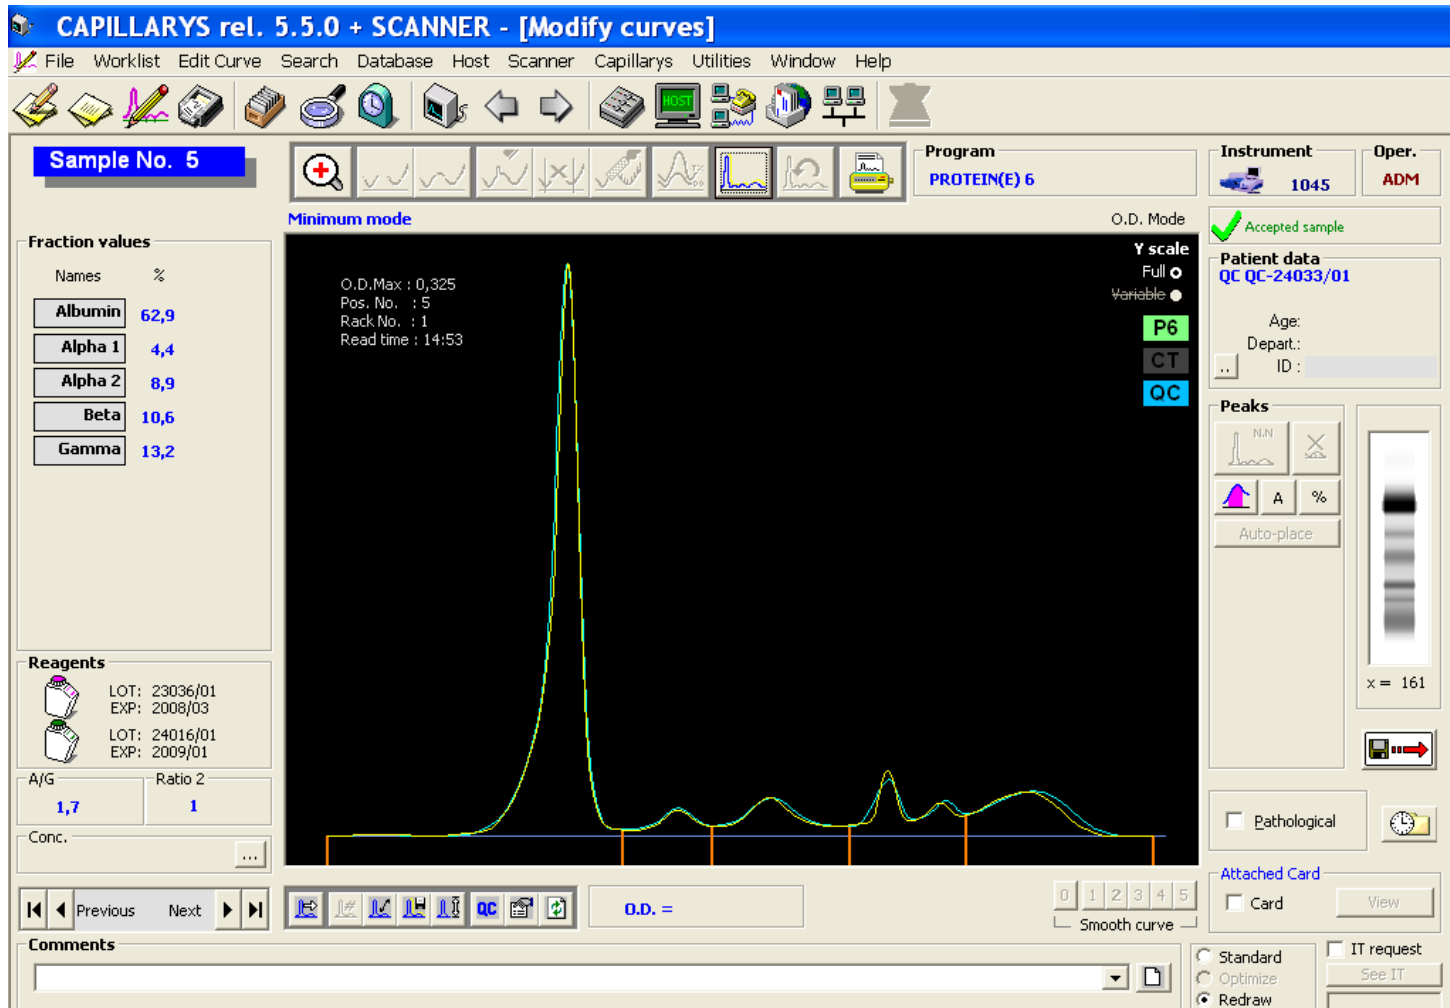 CAPILLARYS rel. 5.5.0 + SCANNER - [Modify curves]
File Worklist Edit Curve Search Database Host Scanner Capillarys Utilities Window Help
HOST
Sample No. 5
Program
PROTEIN(E) 6
Instrument
1045
Oper.
ADM
Minimum mode
O.D. Mode
Accepted sample
Fraction values
Names %
Albumin 62,9
Alpha 1 4,4
Alpha 2 8,9
Beta 10,6
Gamma 13,2
O.D.Max : 0,325
Pos. No. : 5
Rack No. : 1
Read time : 14:53
Y scale
Full
Variable
P6
CT
QC
Patient data
QC QC-24033/01
Age:
Depart.:
.. ID :
Peaks
N.N
A %
Auto-place
x = 161
Reagents
LOT: 23036/01
EXP: 2008/03
LOT: 24016/01
EXP: 2009/01
A/G
1,7
Ratio 2
1
Conc.
...
Previous Next
QC
O.D. =
0 1 2 3 4 5
Smooth curve
Pathological
Attached Card
Card View
Comments
Standard
Optimize
Redraw
IT request
See IT